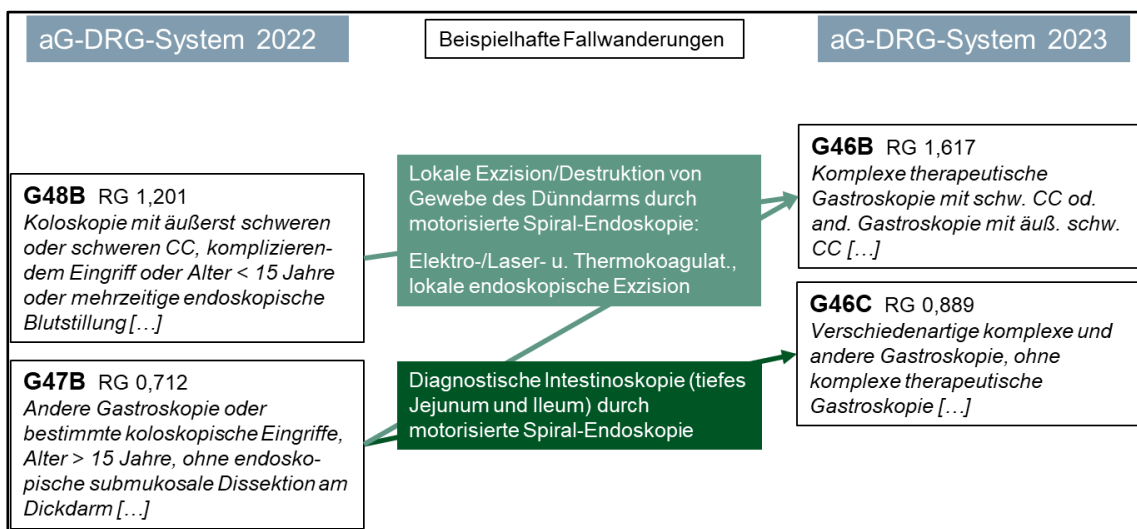 aG-DRG-System 2022
Beispielhafte Fallwanderungen
aG-DRG-System 2023
G48B RG 1,201
Koloskopie mit äußerst schweren
oder schweren CC, komplizieren-
dem Eingriff oder Alter < 15 Jahre
oder mehrzeitige endoskopische
Blutstillung […]
G47B RG 0,712
Andere Gastroskopie oder
bestimmte koloskopische Eingriffe,
Alter > 15 Jahre, ohne endosko-
pische submukosale Dissektion am
Dickdarm […]
Lokale Exzision/Destruktion von
Gewebe des Dünndarms durch
motorisierte Spiral-Endoskopie:
Elektro-/Laser- u. Thermokoagulat.,
lokale endoskopische Exzision
Diagnostische Intestinoskopie (tiefes
Jejunum und Ileum) durch
motorisierte Spiral-Endoskopie
G46B RG 1,617
Komplexe therapeutische
Gastroskopie mit schw. CC od.
and. Gastroskopie mit äuß. schw.
CC […]
G46C RG 0,889
Verschiedenartige komplexe und
andere Gastroskopie, ohne
komplexe therapeutische
Gastroskopie […]